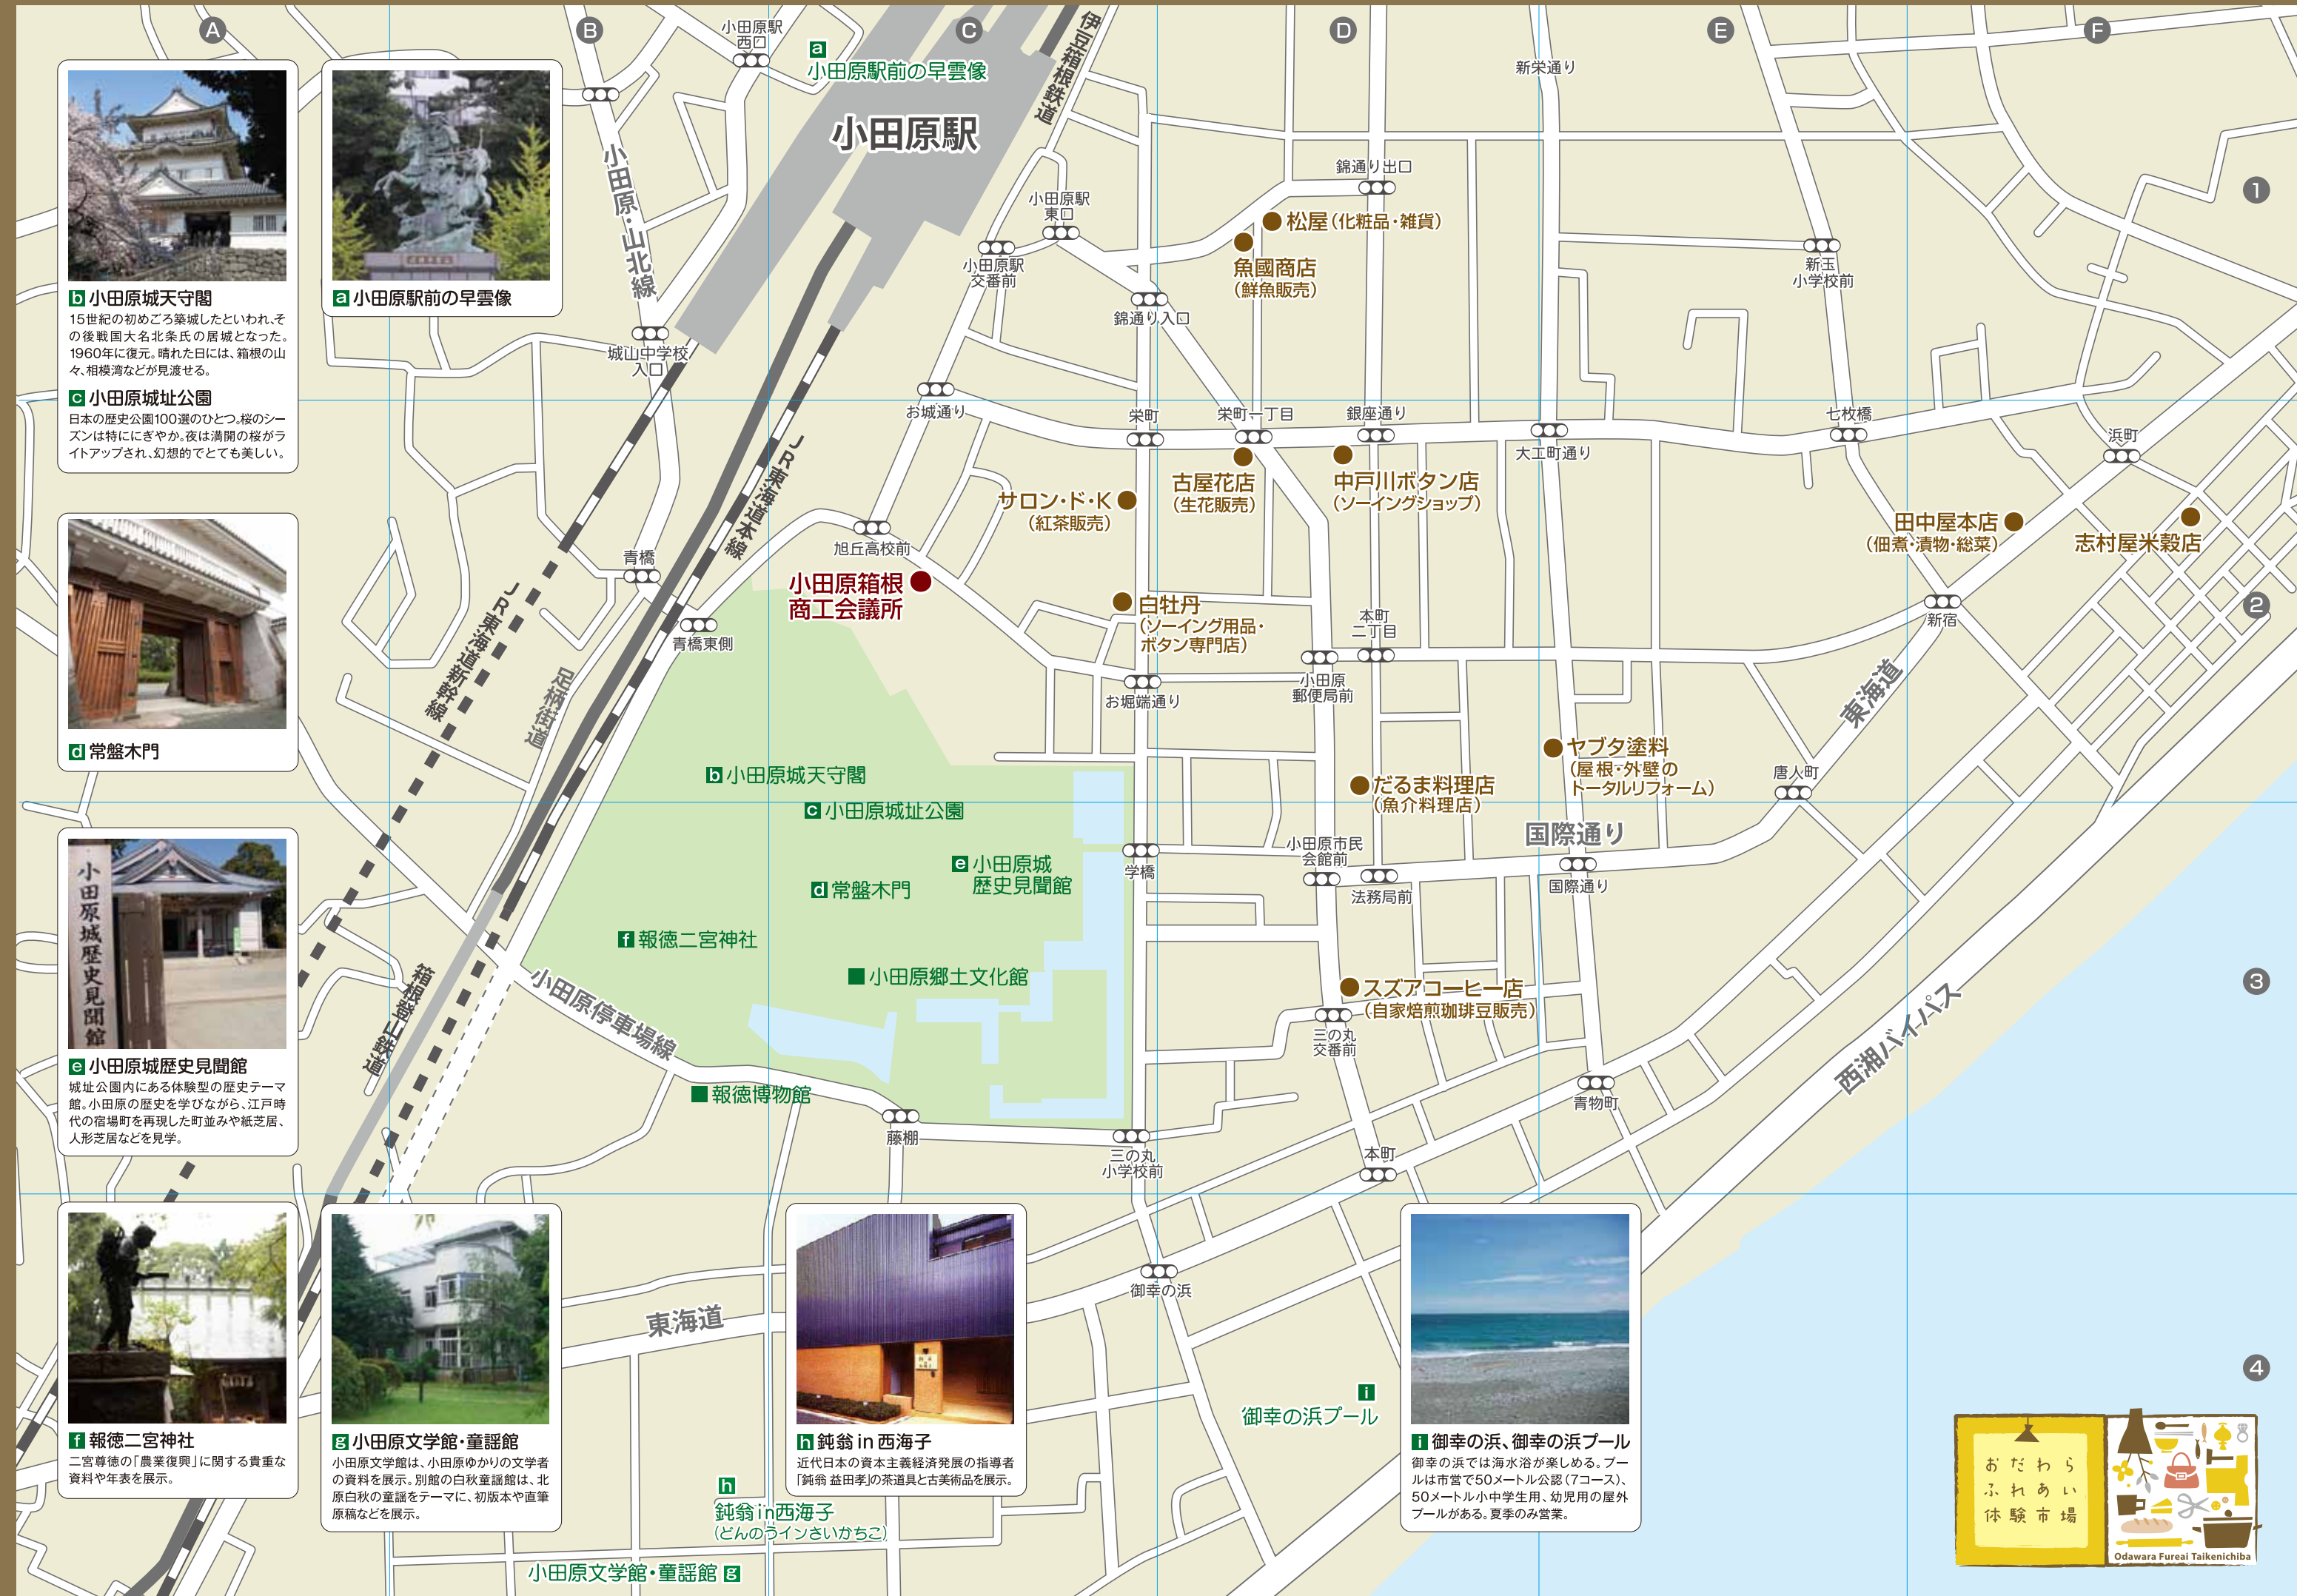 A
B
C
D
E
F
1
2
3
4
小田原駅
西口
a
小田原駅前の早雲像
伊豆箱根鉄道
小田原駅
新栄通り
小田原・山北線
錦通り出口
小田原駅
東口
松屋(化粧品・雑貨)
小田原駅
交番前
魚國商店
(鮮魚販売)
新玉
小学校前
錦通り入口
城山中学校
入口
b 小田原城天守閣
15世紀の初めごろ築城したといわれ、そ
の後戦国大名北条氏の居城となった。
1960年に復元。晴れた日には、箱根の山
々、相模湾などが見渡せる。
c 小田原城址公園
日本の歴史公園100選のひとつ。桜のシー
ズンは特ににぎやか。夜は満開の桜がラ
イトアップされ、幻想的でとても美しい。
a 小田原駅前の早雲像
お城通り
栄町
栄町一丁目
銀座通り
大工町通り
七枚橋
浜町
JR東海道本線
サロン・ド・K
(紅茶販売)
古屋花店
(生花販売)
中戸川ボタン店
(ソーイングショップ)
田中屋本店
(佃煮・漬物・総菜)
志村屋米穀店
旭丘高校前
青橋
小田原箱根
商工会議所
白牡丹
(ソーイング用品・
ボタン専門店)
本町
二丁目
新宿
青橋東側
JR東海道新幹線
足柄街道
お堀端通り
小田原
郵便局前
東海道
d 常盤木門
b 小田原城天守閣
c 小田原城址公園
ヤブタ塗料
(屋根・外壁の
トータルリフォーム)
だるま料理店
(魚介料理店)
唐人町
国際通り
小田原市民
会館前
学橋
e 小田原城
歴史見聞館
d 常盤木門
法務局前
国際通り
f 報徳二宮神社
小田原郷土文化館
箱根登山鉄道
小田原停車場線
スズアコーヒー店
(自家焙煎珈琲豆販売)
三の丸
交番前
西湘バイパス
小田原城歴史見聞館
e 小田原城歴史見聞館
城址公園内にある体験型の歴史テーマ
館。小田原の歴史を学びながら、江戸時
代の宿場町を再現した町並みや紙芝居、
人形芝居などを見学。
報徳博物館
藤棚
三の丸
小学校前
青物町
本町
御幸の浜
東海道
f 報徳二宮神社
二宮尊徳の「農業復興」に関する貴重な
資料や年表を展示。
g 小田原文学館・童謡館
小田原文学館は、小田原ゆかりの文学者
の資料を展示。別館の白秋童謡館は、北
原白秋の童謡をテーマに、初版本や直筆
原稿などを展示。
h 鈍翁 in 西海子
近代日本の資本主義経済発展の指導者
「鈍翁 益田孝」の茶道具と古美術品を展示。
i
御幸の浜プール
i 御幸の浜、御幸の浜プール
御幸の浜では海水浴が楽しめる。プー
ルは市営で50メートル公認(7コース)、
50メートル小中学生用、幼児用の屋外
プールがある。夏季のみ営業。
h
鈍翁in西海子
(どんのうインさいかちこ)
小田原文学館・童謡館 g
おだわら
ふれあい
体験市場
Odawara Fureai Taikenichiba